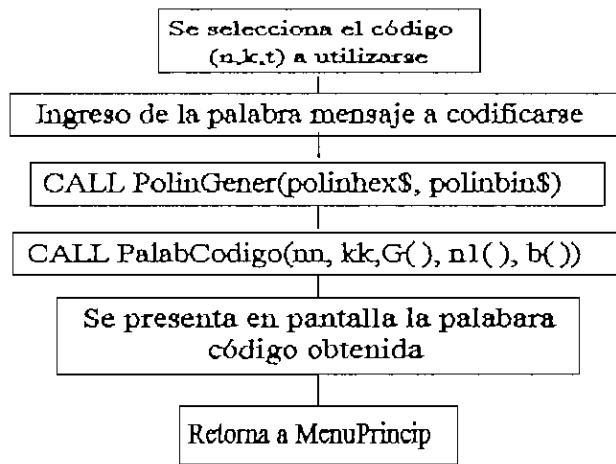 Se selecciona el código
(n,k,t) a utilizarse
Ingreso de la palabra mensaje a codificarse
CALL PolinGener(polinhex$, polinbin$)
CALL PalabCodigo(nn, kk,G( ), n1( ), b( ))
Se presenta en pantalla la palabara
código obtenida
Retorna a MenuPrincip